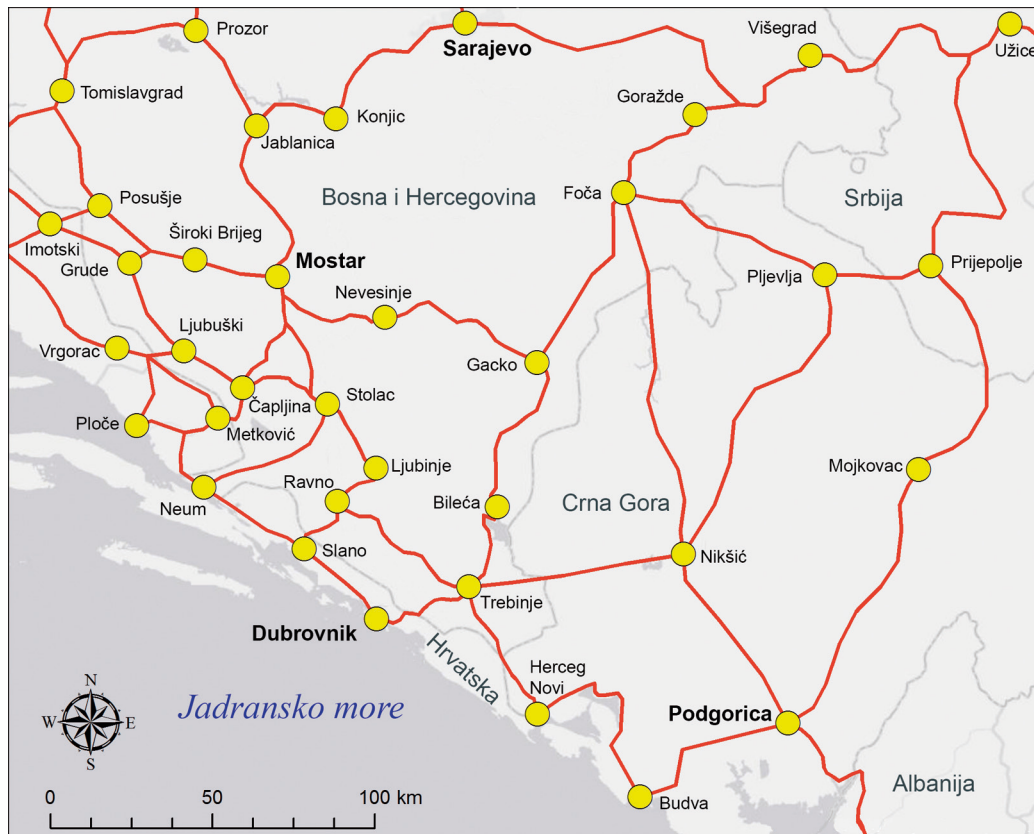 Prozor
Sarajevo
Višegrad
Užice
Tomislavgrad
Konjic
Goražde
Jablanica
Posušje
Bosna i Hercegovina
Foča
Srbija
Široki Brijeg
Imotski
Grude
Mostar
Prijepolje
Pljevlja
Nevesinje
Ljubuški
Vrgorac
Gacko
Stolac
Čapljina
Ploče
Metković
Ljubinje
Mojkovac
Ravno
Bileća
Crna Gora
Neum
Slano
Nikšić
Trebinje
Dubrovnik
Hrvatska
Herceg
Novi
N
W E
S
Jadransko more
Podgorica
Albanija
0 50 100 km
Budva